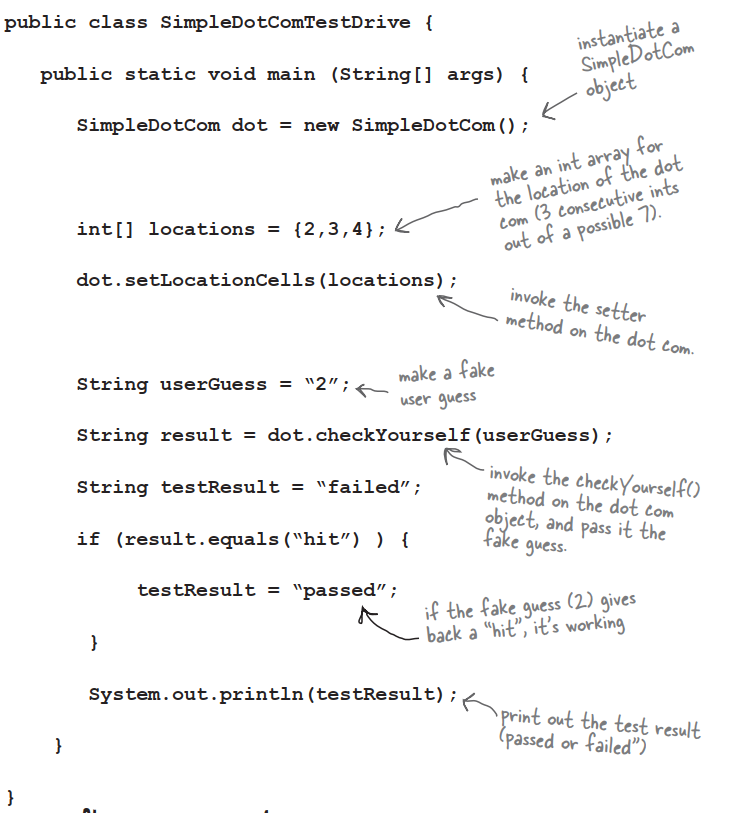 public class SimpleDotComTestDrive {
instantiate a
SimpleDotCom
object
public static void main (String[] args) {
SimpleDotCom dot = new SimpleDotCom();
make an int array for
the location of the dot
com (3 consecutive ints
out of a possible 7).
int[] locations = {2,3,4};
dot.setLocationCells(locations);
invoke the setter
method on the dot com.
String userGuess = “2”;
make a fake
user guess
String result = dot.checkYourself(userGuess);
invoke the checkYourself()
method on the dot com
object, and pass it the
fake guess.
String testResult = “failed”;
if (result.equals(“hit”) ) {
testResult = “passed”;
if the fake guess (2) gives
back a “hit”, it’s working
}
System.out.println(testResult);
print out the test result
(passed or failed”)
}
}